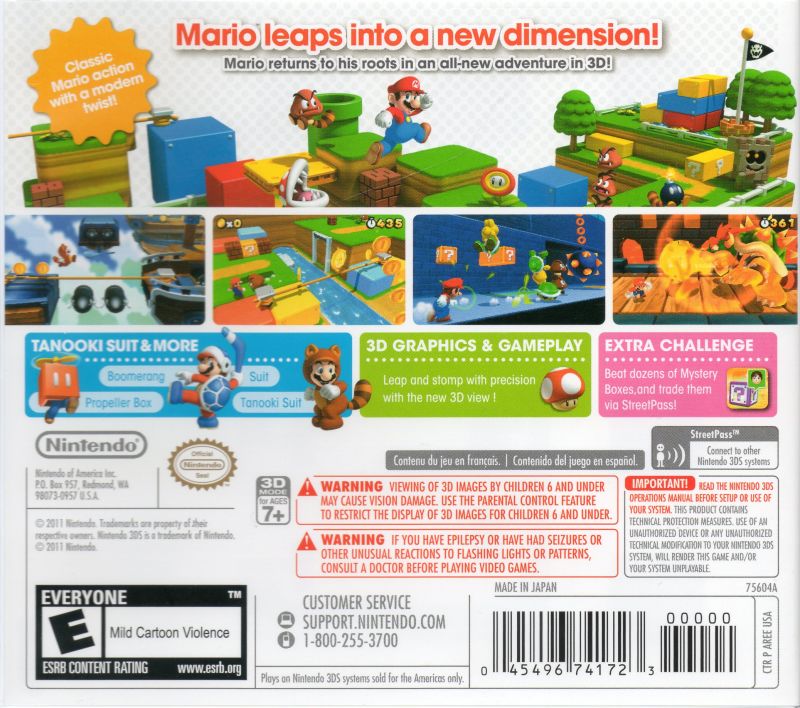 Mario leaps into a new dimension!
Mario returns to his roots in an all-new adventure in 3D!
Classic
Mario action
with a modern
twist!
x0
435
361
TANOOKI SUIT & MORE
Boomerang
Suit
Propeller Box
Tanooki Suit
3D GRAPHICS & GAMEPLAY
Leap and stomp with precision
with the new 3D view !
EXTRA CHALLENGE
Beat dozens of Mystery
Boxes,and trade them
via StreetPass!
Nintendo®
Nintendo of America Inc.
P.O. Box 957, Redmond, WA
98073-0957 U.S.A.
Official
Nintendo
Seal
© 2011 Nintendo. Trademarks are property of their
respective owners. Nintendo 3DS is a trademark of Nintendo.
© 2011 Nintendo.
Contenu du jeu en français. | Contenido del juego en español.
StreetPass™
Connect to other
Nintendo 3DS systems
3D
MODE
for AGES
7+
WARNING VIEWING OF 3D IMAGES BY CHILDREN 6 AND UNDER
MAY CAUSE VISION DAMAGE. USE THE PARENTAL CONTROL FEATURE
TO RESTRICT THE DISPLAY OF 3D IMAGES FOR CHILDREN 6 AND UNDER.
WARNING IF YOU HAVE EPILEPSY OR HAVE HAD SEIZURES OR
OTHER UNUSUAL REACTIONS TO FLASHING LIGHTS OR PATTERNS,
CONSULT A DOCTOR BEFORE PLAYING VIDEO GAMES.
IMPORTANT! READ THE NINTENDO 3DS
OPERATIONS MANUAL BEFORE SETUP OR USE OF
YOUR SYSTEM. THIS PRODUCT CONTAINS
TECHNICAL PROTECTION MEASURES. USE OF AN
UNAUTHORIZED DEVICE OR ANY UNAUTHORIZED
TECHNICAL MODIFICATION TO YOUR NINTENDO 3DS
SYSTEM, WILL RENDER THIS GAME AND/OR
YOUR SYSTEM UNPLAYABLE.
MADE IN JAPAN
75604A
EVERYONE ™
E
Mild Cartoon Violence
ESRB CONTENT RATING www.esrb.org
CUSTOMER SERVICE
SUPPORT.NINTENDO.COM
1-800-255-3700
Plays on Nintendo 3DS systems sold for the Americas only.
0 45496 74172 3
00000
CTR P AREE USA